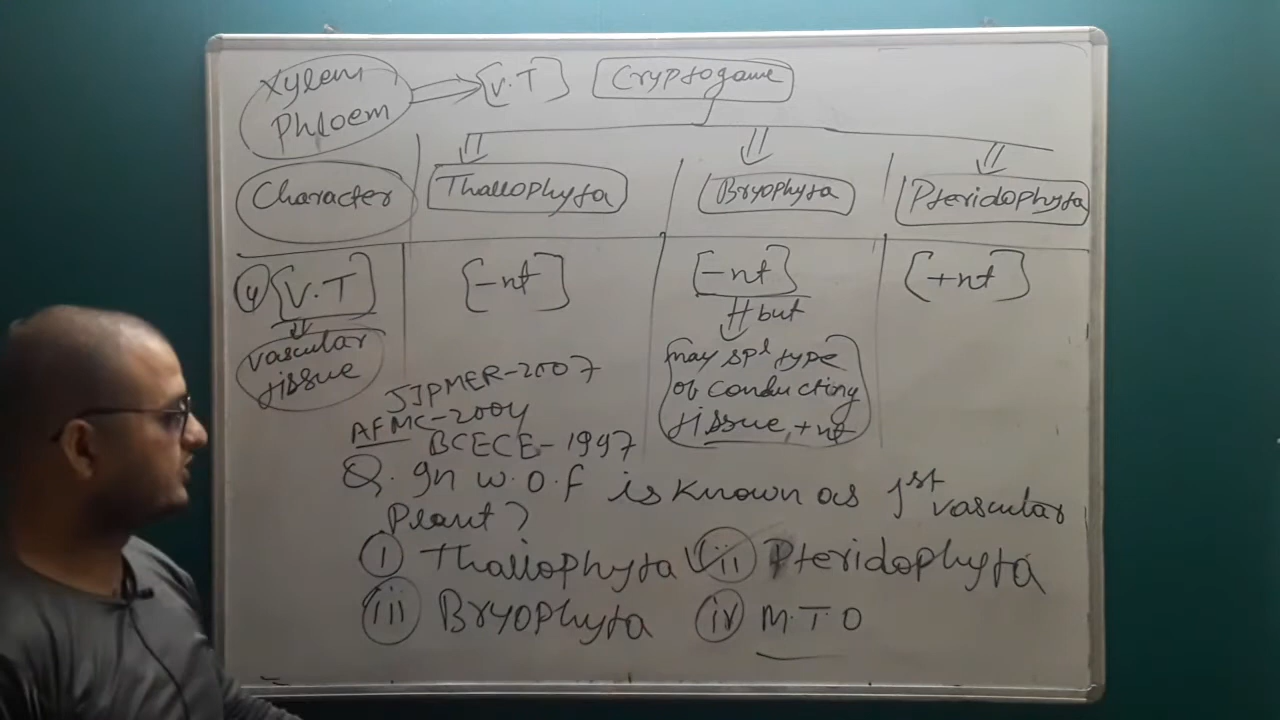 Xylem
Phloem
[V.T]
Cryptogame
Character
Thallophyta
Bryophyta
Pteridophyta
4) [V.T]
vascular
tissue
[-nt]
[-nt]
but
may spl type
of conducting
tissue, +nt
[+nt]
JIPMER-2007
AFMC-2004
BCECE-1997
Q. In w.o.f is known as 1st vascular
Plant?
(i) Thallophyta (ii) Pteridophyta
(iii) Bryophyta (iv) M.T.O